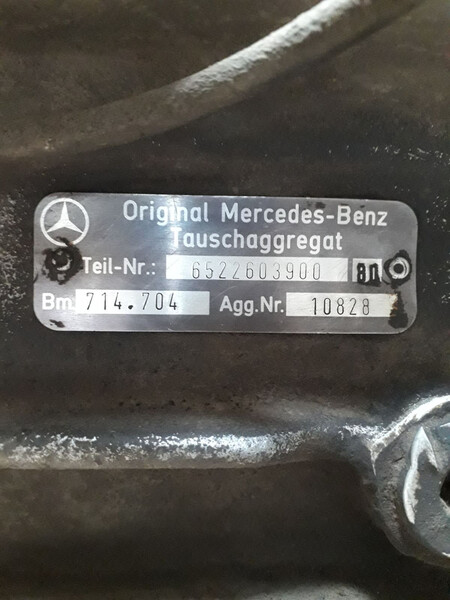 Original Mercedes-Benz
Tauschaggregat
Teil-Nr.: 6522603900 80
Bm. 714.704 Agg.Nr. 10828